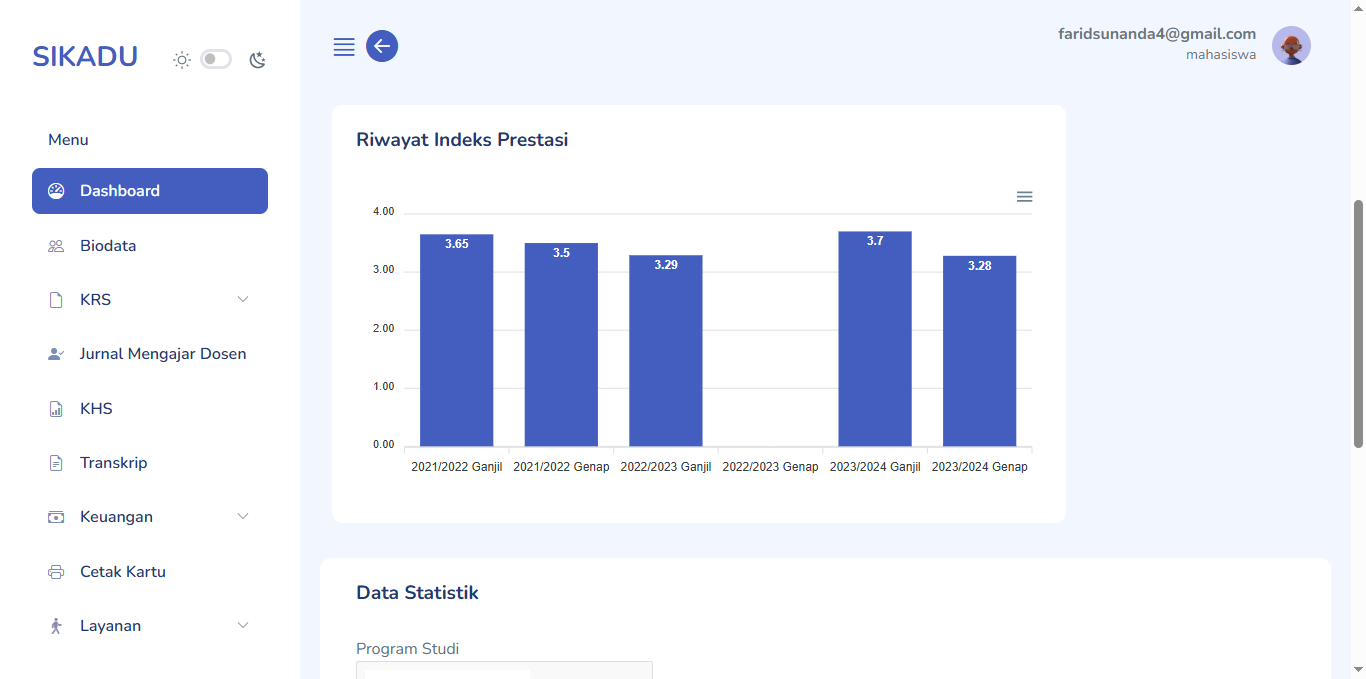 SIKADU
Menu
Dashboard
Biodata
KRS
Jurnal Mengajar Dosen
KHS
Transkrip
Keuangan
Cetak Kartu
Layanan
faridsunanda4@gmail.com
mahasiswa
Riwayat Indeks Prestasi
4.00
3.00
2.00
1.00
0.00
3.65
3.5
3.29
3.7
3.28
2021/2022 Ganjil
2021/2022 Genap
2022/2023 Ganjil
2022/2023 Genap
2023/2024 Ganjil
2023/2024 Genap
Data Statistik
Program Studi